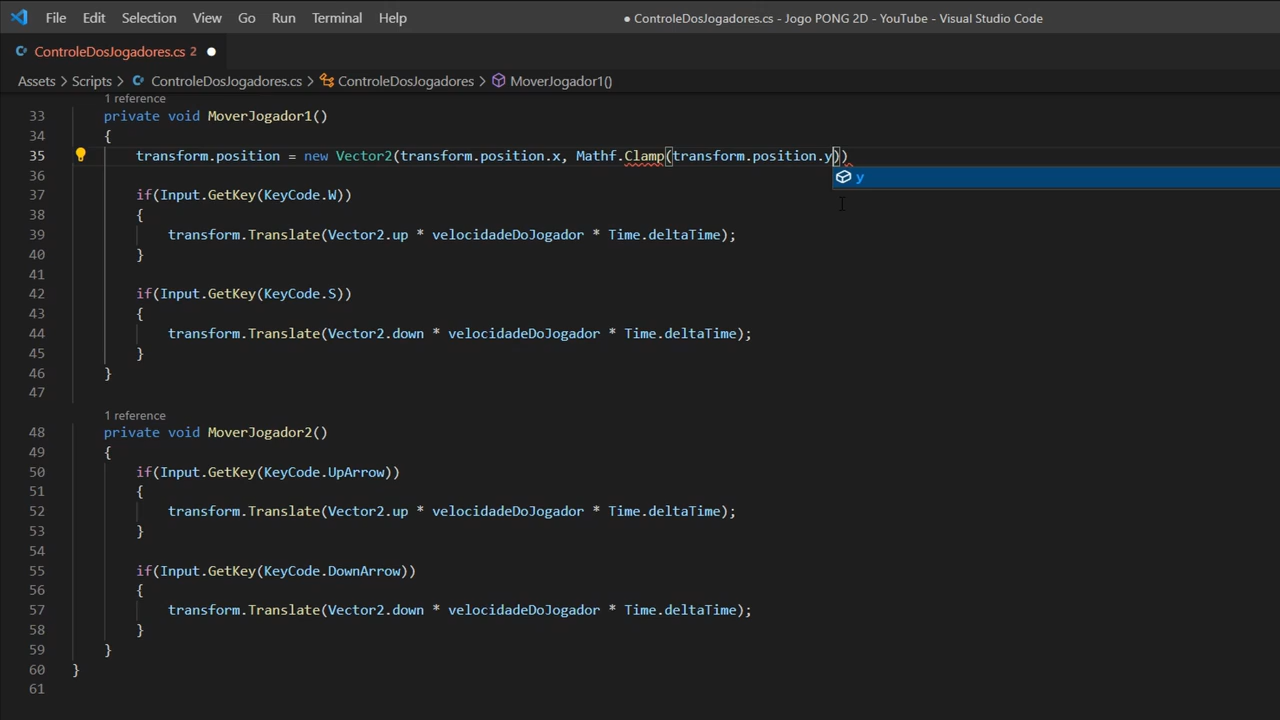 File Edit Selection View Go Run Terminal Help ● ControleDosJogadores.cs - Jogo PONG 2D - YouTube - Visual Studio Code
ControleDosJogadores.cs 2 ●
Assets > Scripts > ControleDosJogadores.cs > ControleDosJogadores > MoverJogador1()
1 reference
33 private void MoverJogador1()
34 {
35 transform.position = new Vector2(transform.position.x, Mathf.Clamp(transform.position.y))
y
36
37 if(Input.GetKey(KeyCode.W))
38 {
39 transform.Translate(Vector2.up * velocidadeDoJogador * Time.deltaTime);
40 }
41
42 if(Input.GetKey(KeyCode.S))
43 {
44 transform.Translate(Vector2.down * velocidadeDoJogador * Time.deltaTime);
45 }
46 }
47
1 reference
48 private void MoverJogador2()
49 {
50 if(Input.GetKey(KeyCode.UpArrow))
51 {
52 transform.Translate(Vector2.up * velocidadeDoJogador * Time.deltaTime);
53 }
54
55 if(Input.GetKey(KeyCode.DownArrow))
56 {
57 transform.Translate(Vector2.down * velocidadeDoJogador * Time.deltaTime);
58 }
59 }
60 }
61